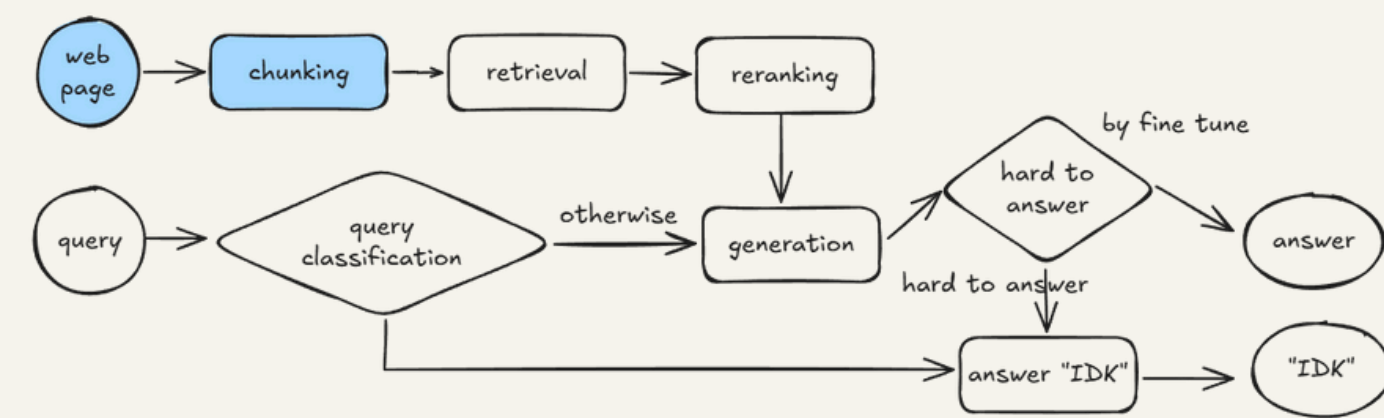 web
page
chunking
retrieval
reranking
by fine tune
hard to
answer
query
query
classification
otherwise
generation
answer
hard to answer
answer "IDK"
"IDK"